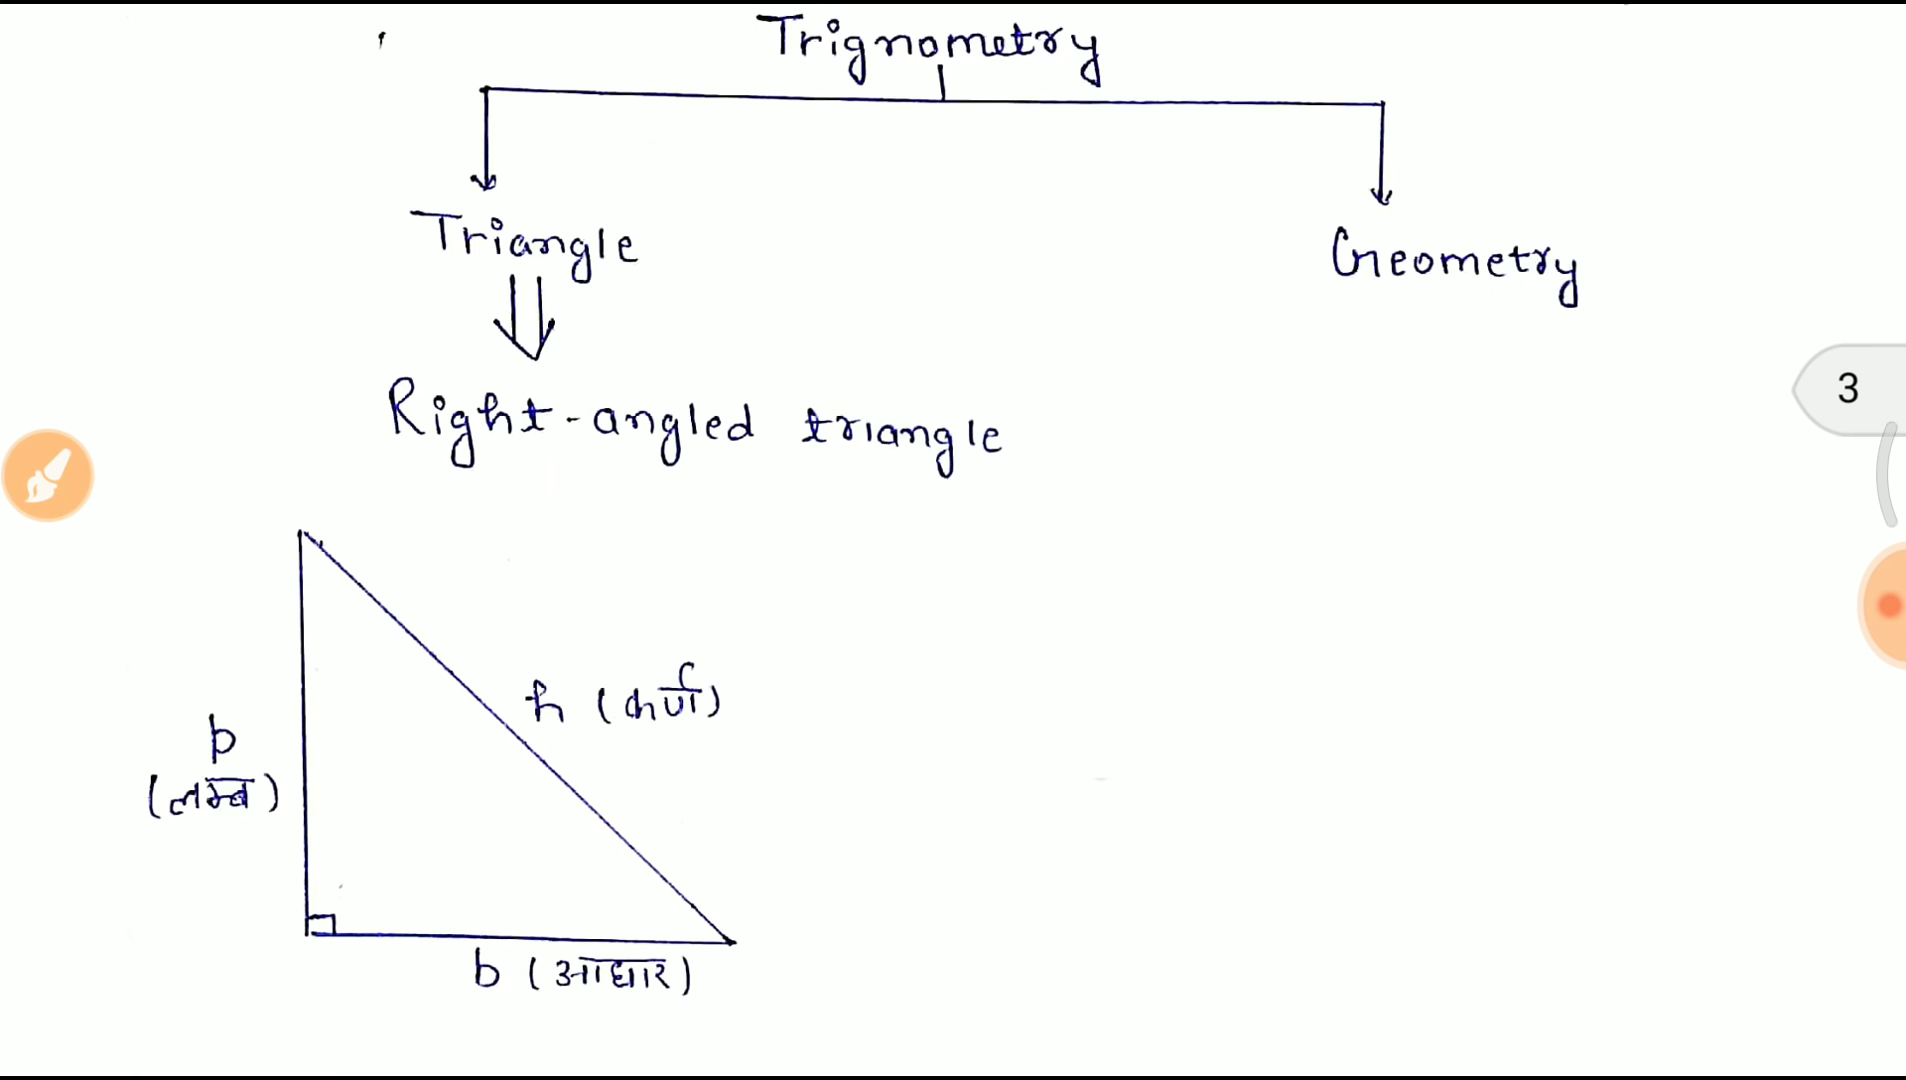 Trignometry
Triangle
Geometry
Right-angled triangle
3
h (कर्ण)
p
(लम्ब)
b (आधार)